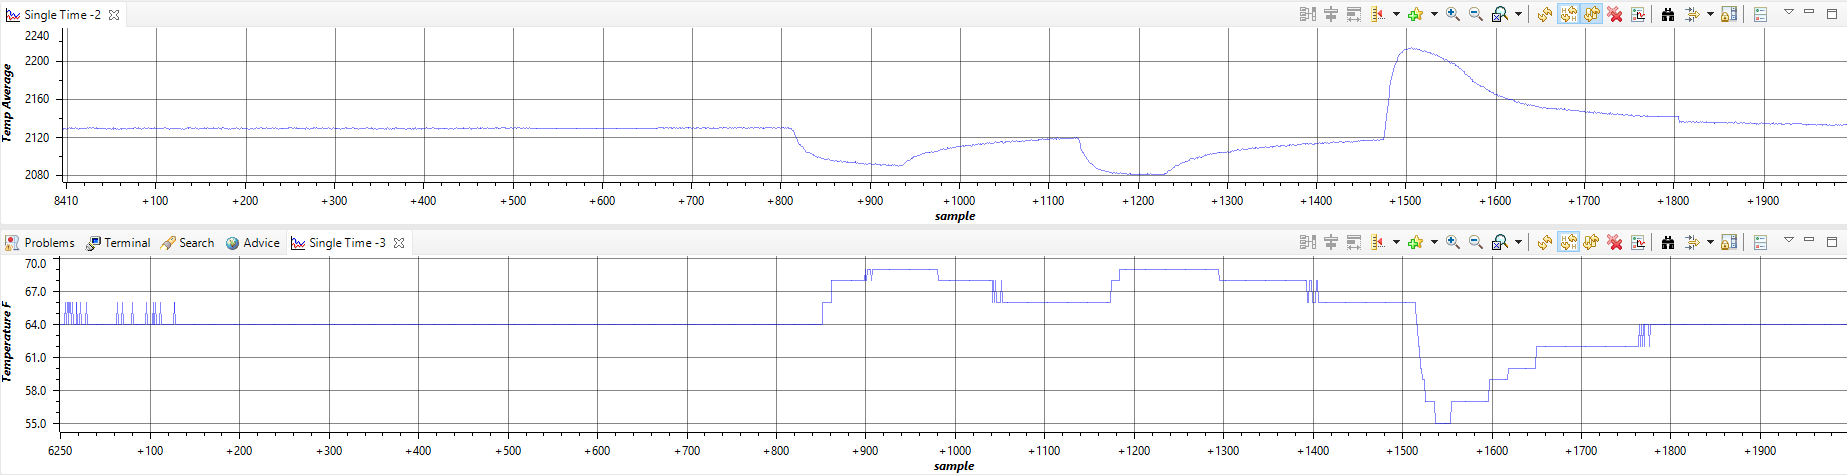 Single Time -2
Temp Average
2240
2200
2160
2120
2080
8410 +100 +200 +300 +400 +500 +600 +700 +800 +900 +1000 +1100 +1200 +1300 +1400 +1500 +1600 +1700 +1800 +1900
sample
Problems Terminal Search Advice Single Time -3
Temperature F
70.0
67.0
64.0
61.0
58.0
55.0
6250 +100 +200 +300 +400 +500 +600 +700 +800 +900 +1000 +1100 +1200 +1300 +1400 +1500 +1600 +1700 +1800 +1900
sample